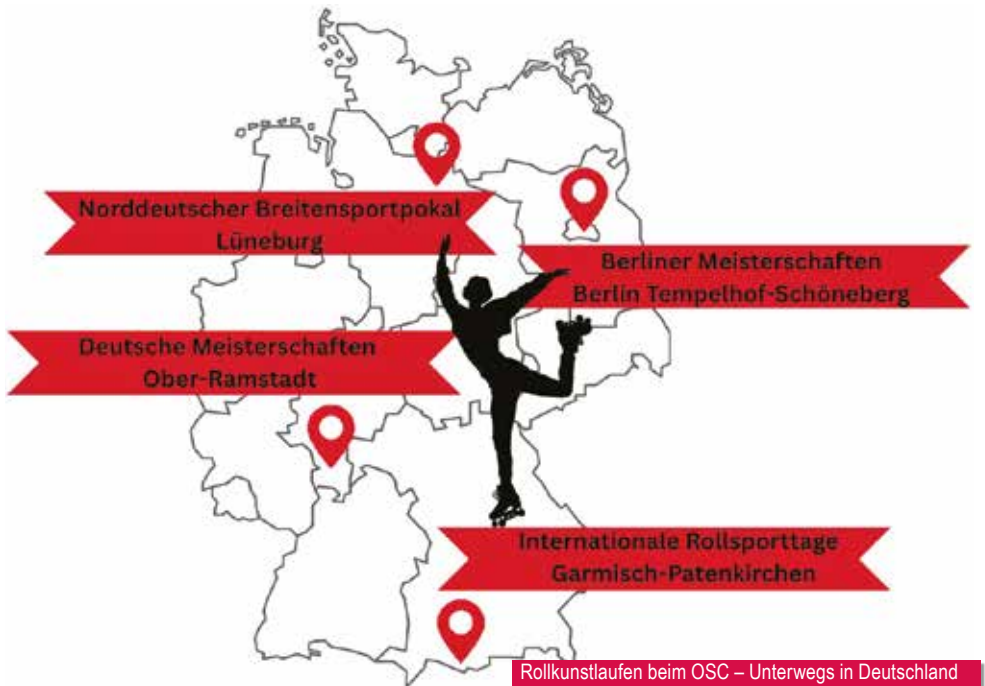 Norddeutscher Breitensportpokal
Lüneburg
Berliner Meisterschaften
Berlin Tempelhof-Schöneberg
Deutsche Meisterschaften
Ober-Ramstadt
Internationale Rollsporttage
Garmisch-Patenkirchen
Rollkunstlaufen beim OSC – Unterwegs in Deutschland